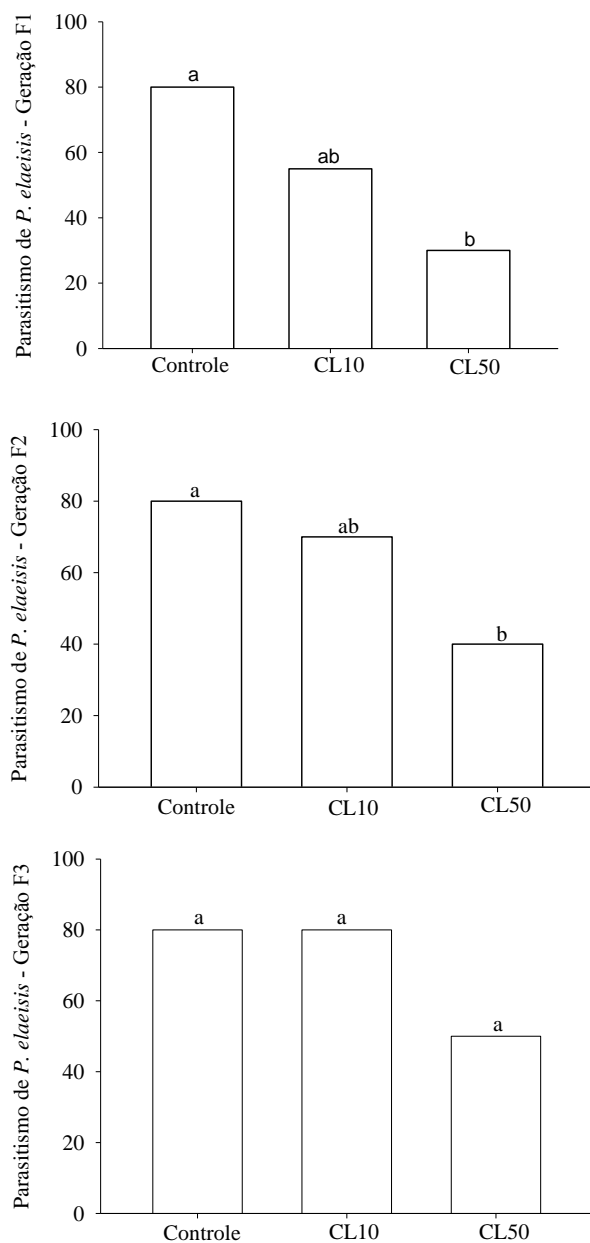 Parasitismo de P. elaeisis - Geração F1
100
80
60
40
20
0
a
ab
b
Controle
CL10
CL50
Parasitismo de P. elaeisis - Geração F2
100
80
60
40
20
0
a
ab
b
Controle
CL10
CL50
Parasitismo de P. elaeisis - Geração F3
100
80
60
40
20
0
a
a
a
Controle
CL10
CL50